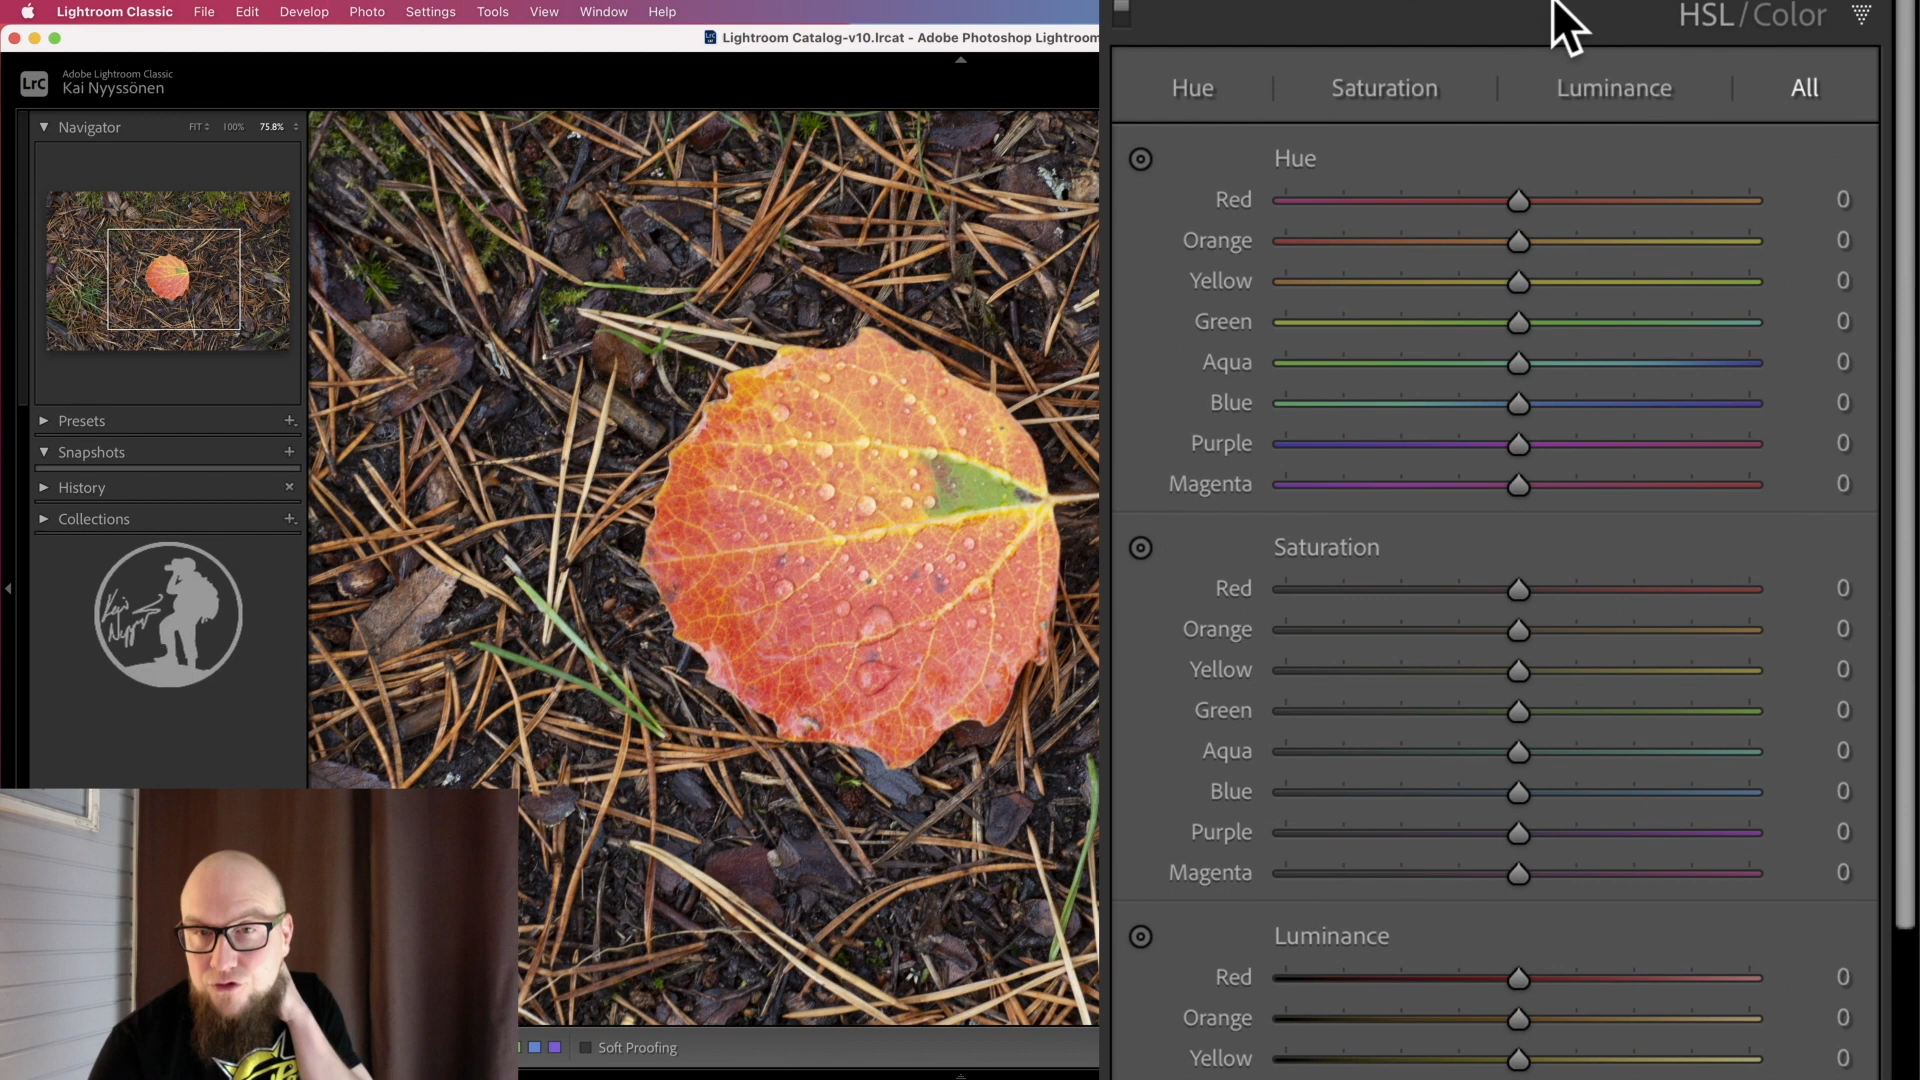 Lightroom Classic File Edit Develop Photo Settings Tools View Window Help
Lightroom Catalog-v10.lrcat - Adobe Photoshop Lightroom
LrC
Adobe Lightroom Classic
Kai Nyyssönen
Navigator FIT 100% 75.8%
Presets
Snapshots
History
Collections
Soft Proofing
HSL / Color
Hue Saturation Luminance All
Hue
Red 0
Orange 0
Yellow 0
Green 0
Aqua 0
Blue 0
Purple 0
Magenta 0
Saturation
Red 0
Orange 0
Yellow 0
Green 0
Aqua 0
Blue 0
Purple 0
Magenta 0
Luminance
Red 0
Orange 0
Yellow 0